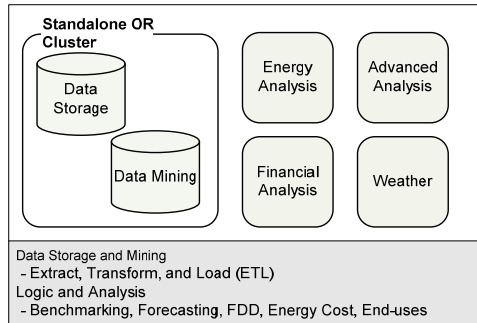 Standalone OR
Cluster
Data
Storage
Data Mining
Energy
Analysis
Advanced
Analysis
Financial
Analysis
Weather
Data Storage and Mining
- Extract, Transform, and Load (ETL)
Logic and Analysis
- Benchmarking, Forecasting, FDD, Energy Cost, End-uses